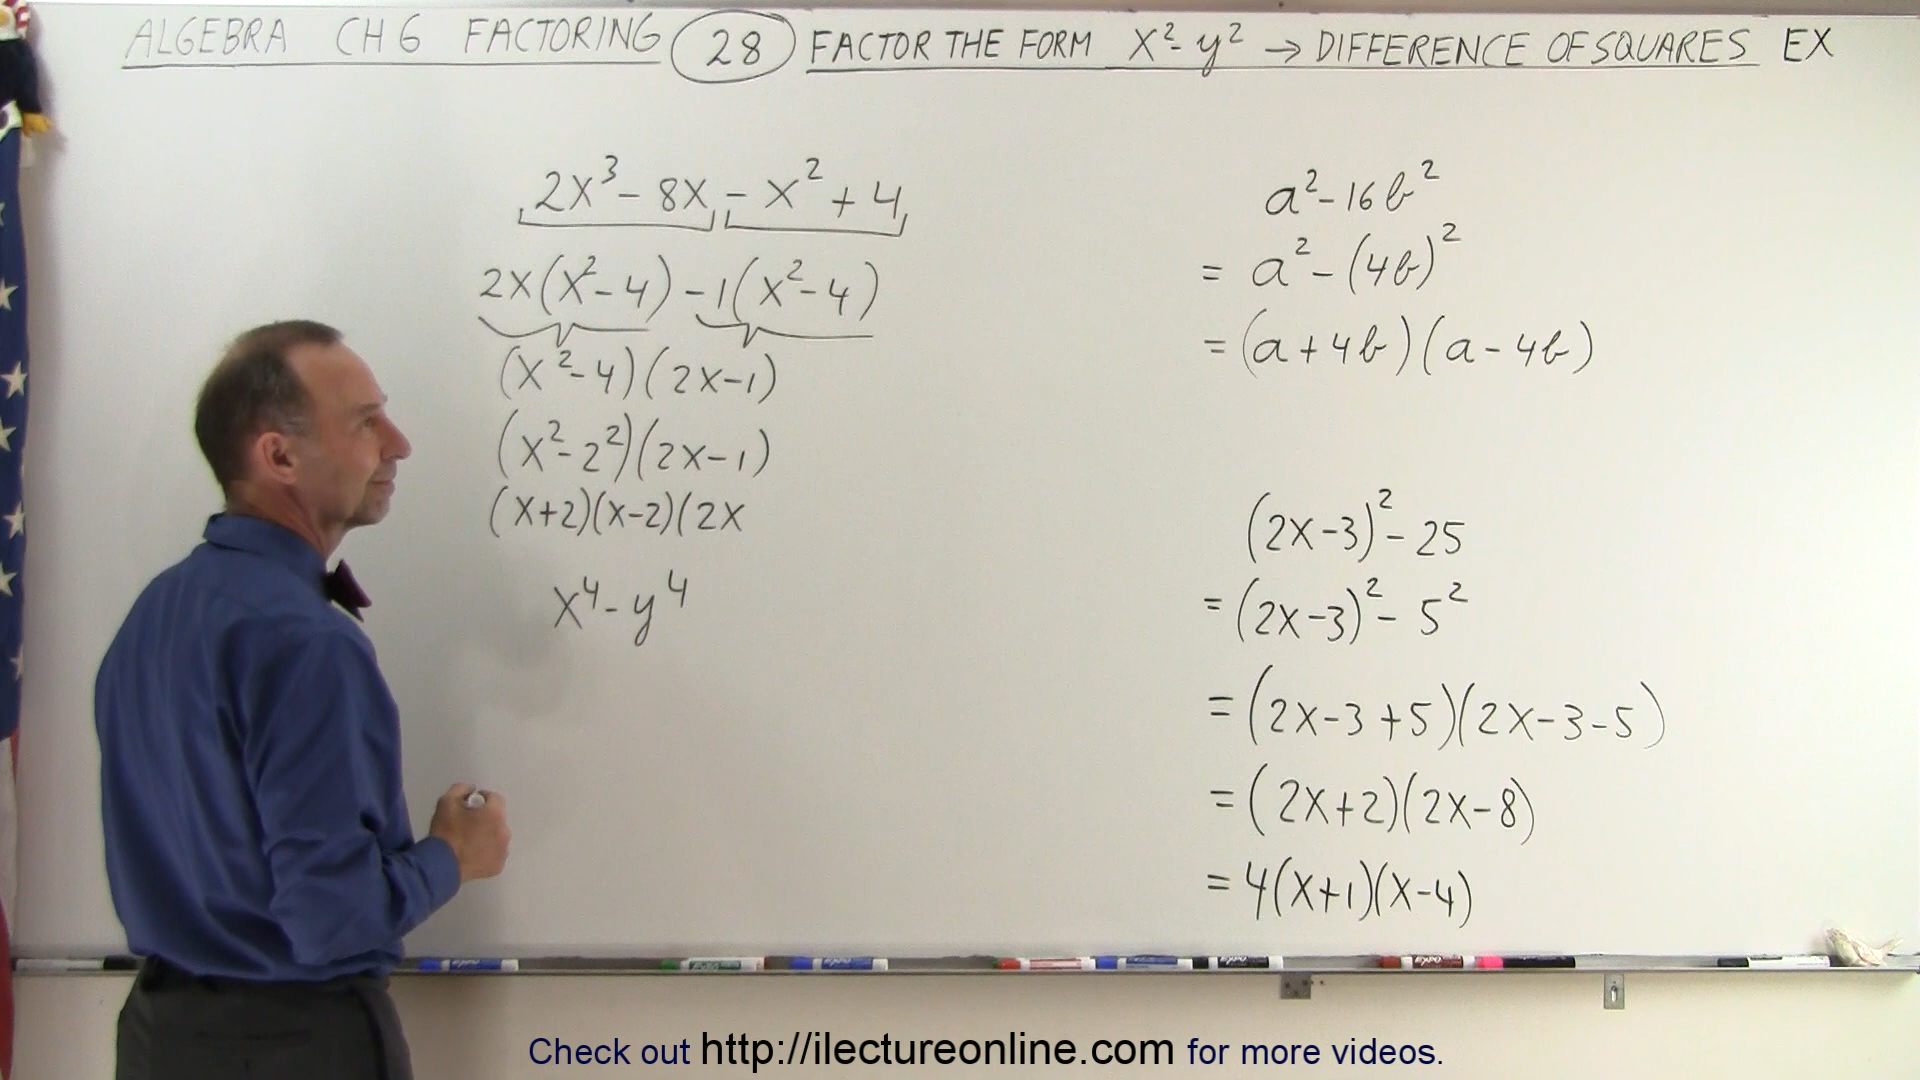 ALGEBRA CH 6 FACTORING 28 FACTOR THE FORM X²-y² → DIFFERENCE OF SQUARES EX
2X³-8X-X²+4
2X(X²-4)-1(X²-4)
(X²-4)(2X-1)
(X²-2²)(2X-1)
(X+2)(X-2)(2X
X⁴-y⁴
a²-16b²
= a²-(4b)²
= (a+4b)(a-4b)
(2X-3)²-25
= (2X-3)²-5²
= (2X-3+5)(2X-3-5)
= (2X+2)(2X-8)
= 4(X+1)(X-4)
Check out http://ilectureonline.com for more videos.